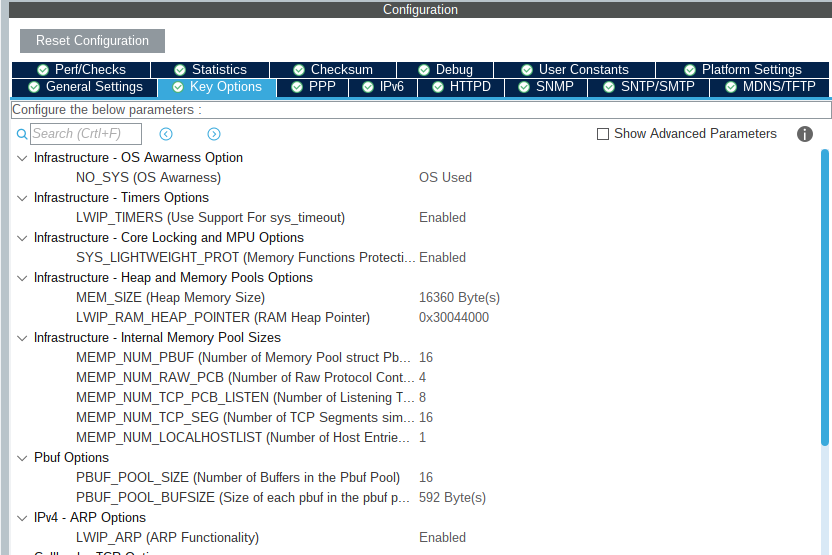 Configuration
Reset Configuration
Perf/Checks Statistics Checksum Debug User Constants Platform Settings
General Settings Key Options PPP IPv6 HTTPD SNMP SNTP/SMTP MDNS/TFTP
Configure the below parameters :
Search (Crtl+F) Show Advanced Parameters
Infrastructure - OS Awarness Option
NO_SYS (OS Awarness) OS Used
Infrastructure - Timers Options
LWIP_TIMERS (Use Support For sys_timeout) Enabled
Infrastructure - Core Locking and MPU Options
SYS_LIGHTWEIGHT_PROT (Memory Functions Protecti... Enabled
Infrastructure - Heap and Memory Pools Options
MEM_SIZE (Heap Memory Size) 16360 Byte(s)
LWIP_RAM_HEAP_POINTER (RAM Heap Pointer) 0x30044000
Infrastructure - Internal Memory Pool Sizes
MEMP_NUM_PBUF (Number of Memory Pool struct Pb... 16
MEMP_NUM_RAW_PCB (Number of Raw Protocol Cont... 4
MEMP_NUM_TCP_PCB_LISTEN (Number of Listening T... 8
MEMP_NUM_TCP_SEG (Number of TCP Segments sim... 16
MEMP_NUM_LOCALHOSTLIST (Number of Host Entrie... 1
Pbuf Options
PBUF_POOL_SIZE (Number of Buffers in the Pbuf Pool) 16
PBUF_POOL_BUFSIZE (Size of each pbuf in the pbuf p... 592 Byte(s)
IPv4 - ARP Options
LWIP_ARP (ARP Functionality) Enabled